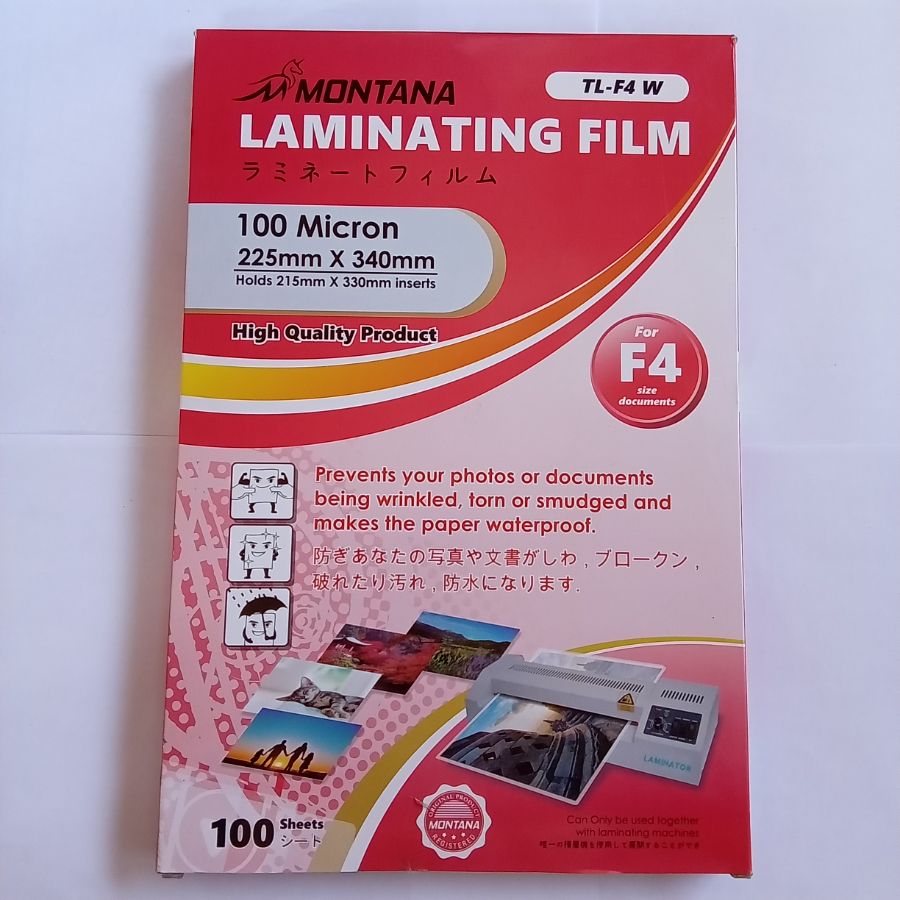 MONTANA
TL-F4 W
LAMINATING FILM
ラミネートフィルム
100 Micron
225mm X 340mm
Holds 215mm X 330mm inserts
High Quality Product
For
F4
size
documents
Prevents your photos or documents
being wrinkled, torn or smudged and
makes the paper waterproof.
防ぎあなたの写真や文書がしわ , ブロークン ,
破れたり汚れ , 防水になります.
LAMINATOR
100 Sheets
シート
ORIGINAL PRODUCT
MONTANA
REGISTERED
Can Only be used together
with laminating machines